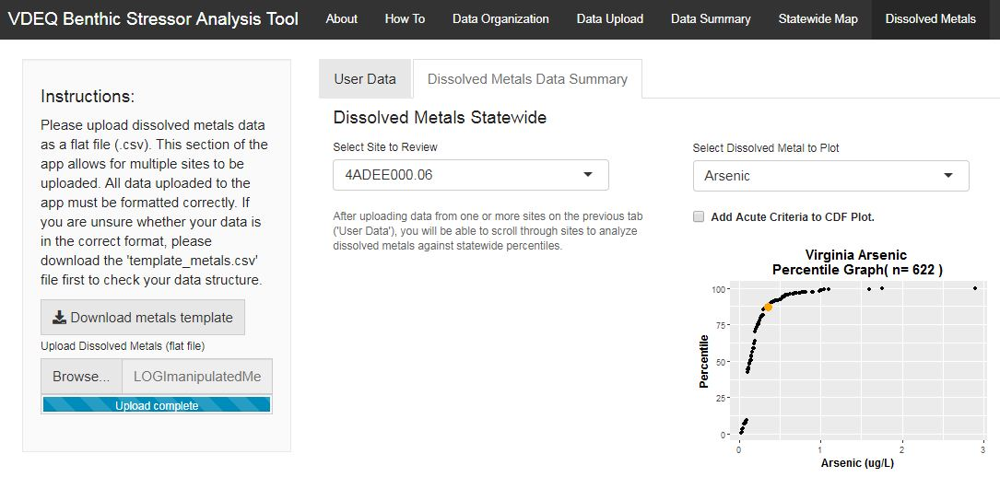 VDEQ Benthic Stressor Analysis Tool
About
How To
Data Organization
Data Upload
Data Summary
Statewide Map
Dissolved Metals
Instructions:
Please upload dissolved metals data
as a flat file (.csv). This section of the
app allows for multiple sites to be
uploaded. All data uploaded to the
app must be formatted correctly. If
you are unsure whether your data is
in the correct format, please
download the 'template_metals.csv'
file first to check your data structure.
Download metals template
Upload Dissolved Metals (flat file)
Browse...
LOGImanipulatedMe
Upload complete
User Data
Dissolved Metals Data Summary
Dissolved Metals Statewide
Select Site to Review
4ADEE000.06
After uploading data from one or more sites on the previous tab
('User Data'), you will be able to scroll through sites to analyze
dissolved metals against statewide percentiles.
Select Dissolved Metal to Plot
Arsenic
Add Acute Criteria to CDF Plot.
Virginia Arsenic
Percentile Graph( n= 622 )
Percentile
100
75
50
25
0
0
1
2
3
Arsenic (ug/L)